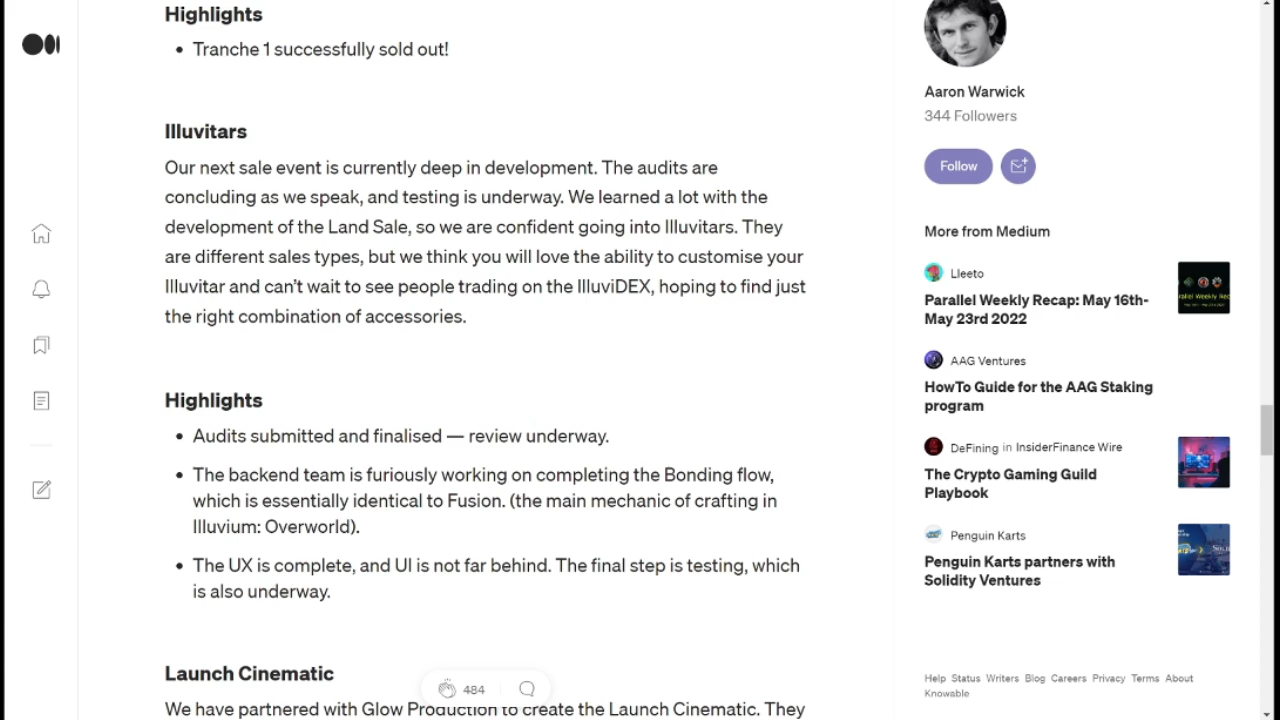 Highlights
Tranche 1 successfully sold out!
Illuvitars
Our next sale event is currently deep in development. The audits are
concluding as we speak, and testing is underway. We learned a lot with the
development of the Land Sale, so we are confident going into Illuvitars. They
are different sales types, but we think you will love the ability to customise your
Illuvitar and can't wait to see people trading on the IlluviDEX, hoping to find just
the right combination of accessories.
Highlights
Audits submitted and finalised — review underway.
The backend team is furiously working on completing the Bonding flow,
which is essentially identical to Fusion. (the main mechanic of crafting in
Illuvium: Overworld).
The UX is complete, and UI is not far behind. The final step is testing, which
is also underway.
Launch Cinematic
We have partnered with Glow Production to create the Launch Cinematic. They
484
Aaron Warwick
344 Followers
Follow
More from Medium
Lleeto
Parallel Weekly Recap: May 16th-
May 23rd 2022
AAG Ventures
HowTo Guide for the AAG Staking
program
DeFining in InsiderFinance Wire
The Crypto Gaming Guild
Playbook
Penguin Karts
Penguin Karts partners with
Solidity Ventures
Help Status Writers Blog Careers Privacy Terms About
Knowable